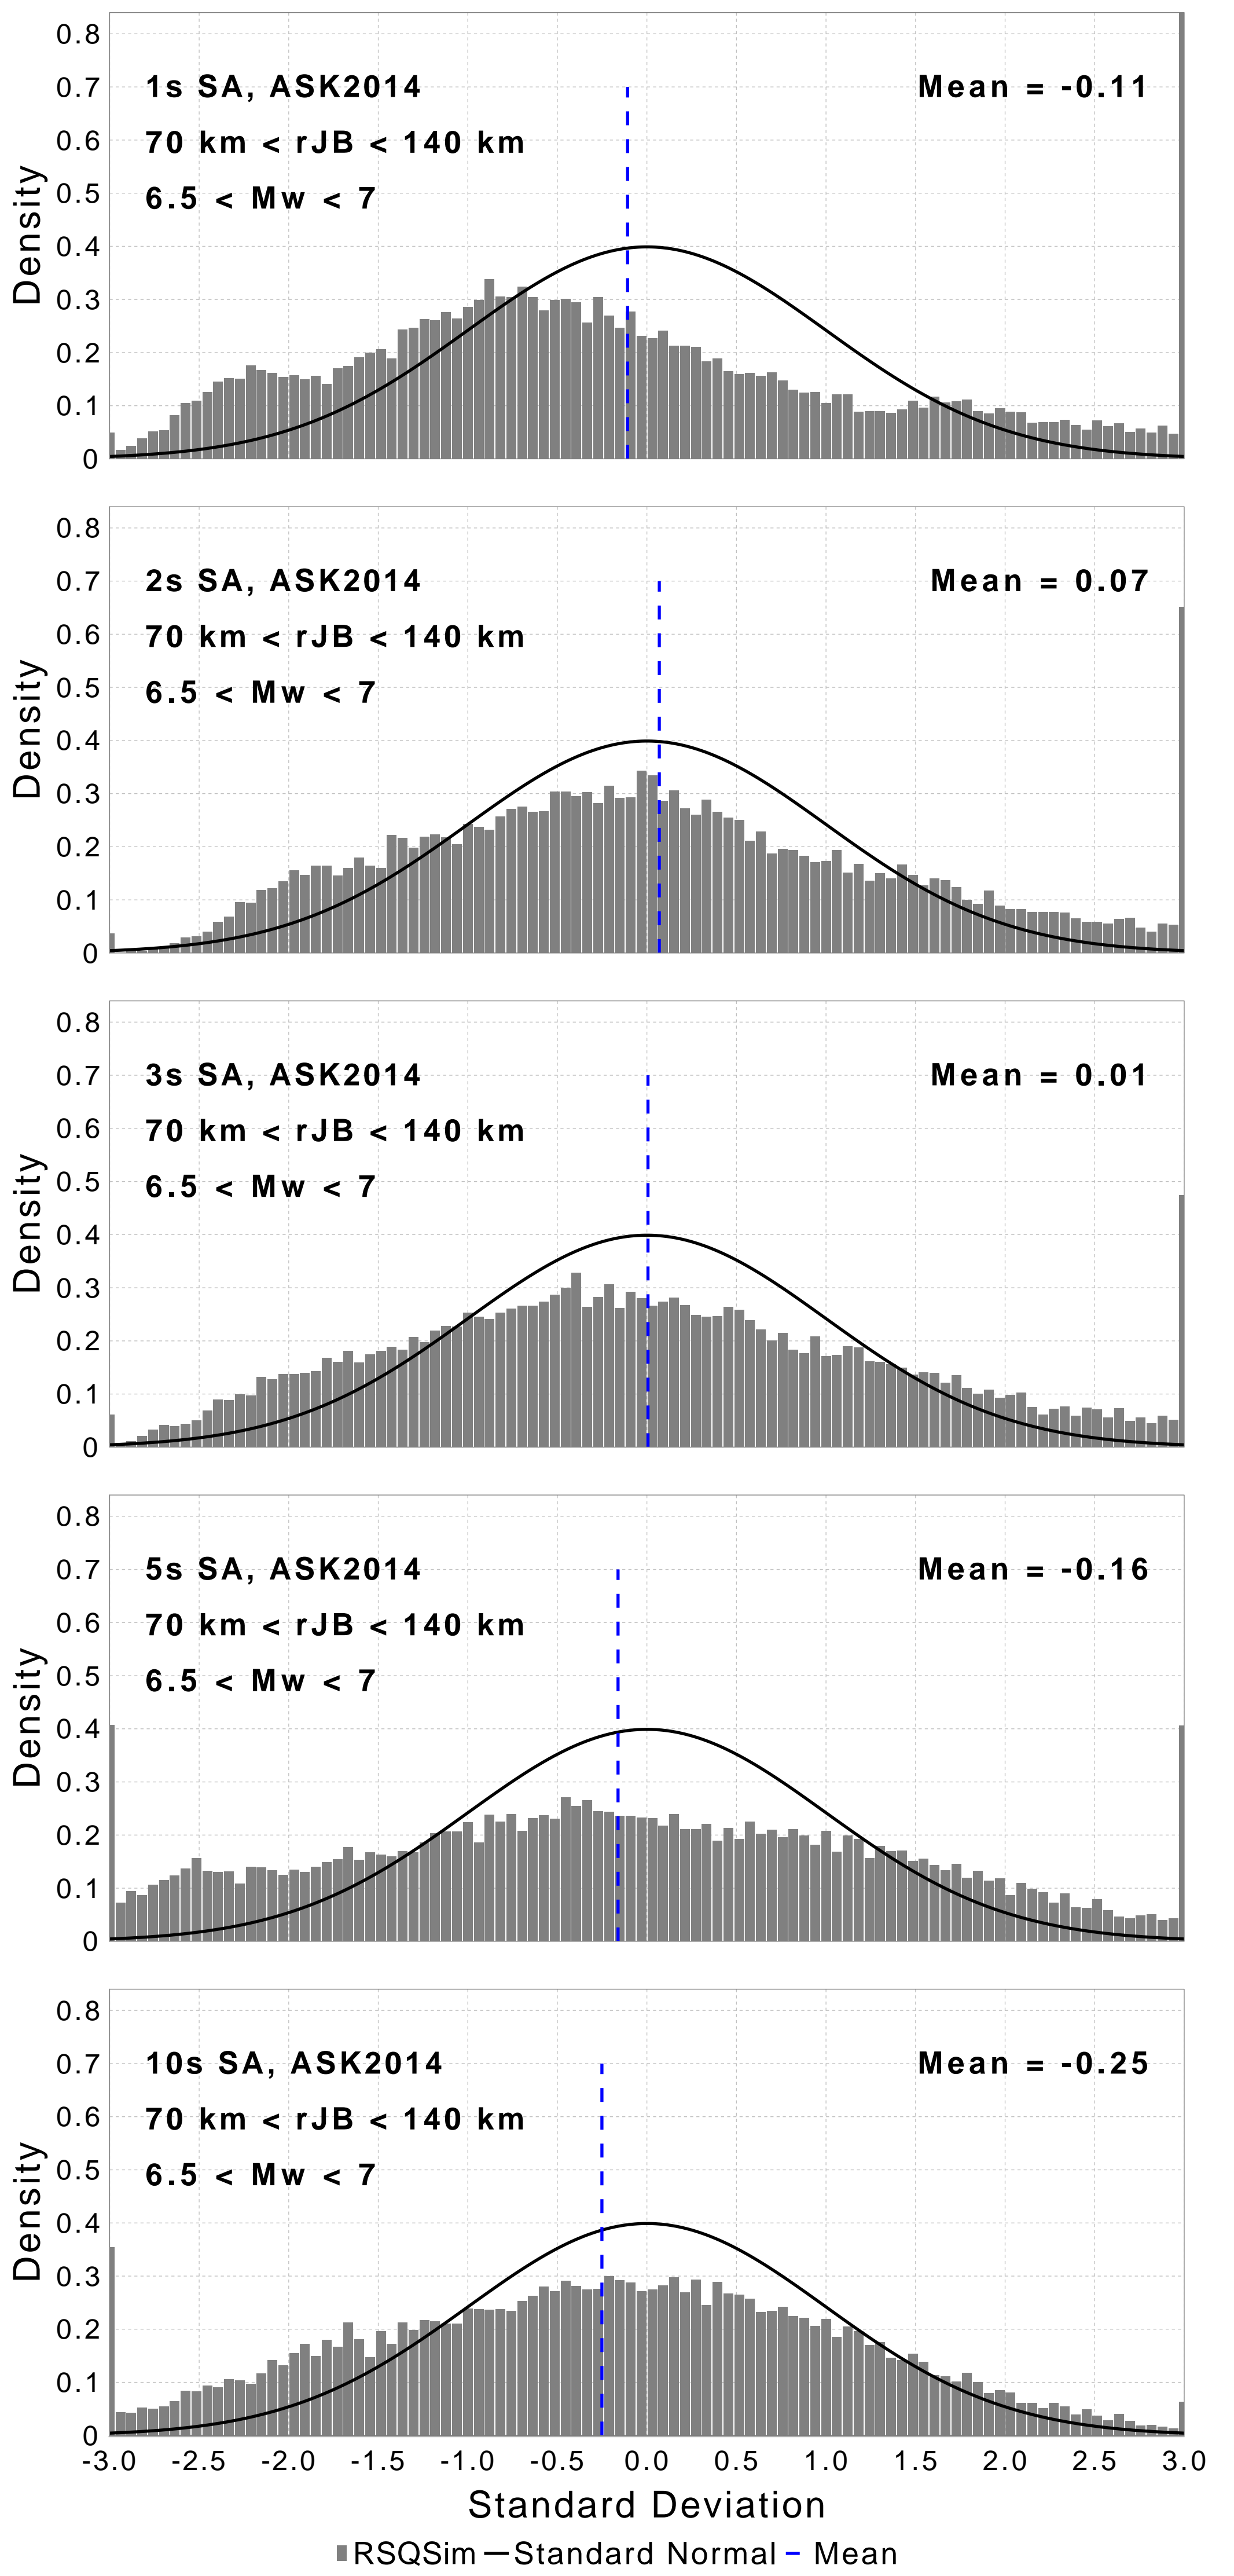 0.8
0.7
0.6
0.5
0.4
0.3
0.2
0.1
0
Density
1s SA, ASK2014
Mean = -0.11
70 km < rJB < 140 km
6.5 < Mw < 7
0.8
0.7
0.6
0.5
0.4
0.3
0.2
0.1
0
Density
2s SA, ASK2014
Mean = 0.07
70 km < rJB < 140 km
6.5 < Mw < 7
0.8
0.7
0.6
0.5
0.4
0.3
0.2
0.1
0
Density
3s SA, ASK2014
Mean = 0.01
70 km < rJB < 140 km
6.5 < Mw < 7
0.8
0.7
0.6
0.5
0.4
0.3
0.2
0.1
0
Density
5s SA, ASK2014
Mean = -0.16
70 km < rJB < 140 km
6.5 < Mw < 7
0.8
0.7
0.6
0.5
0.4
0.3
0.2
0.1
0
Density
10s SA, ASK2014
Mean = -0.25
70 km < rJB < 140 km
6.5 < Mw < 7
-3.0 -2.5 -2.0 -1.5 -1.0 -0.5 0.0 0.5 1.0 1.5 2.0 2.5 3.0
Standard Deviation
RSQSim Standard Normal Mean